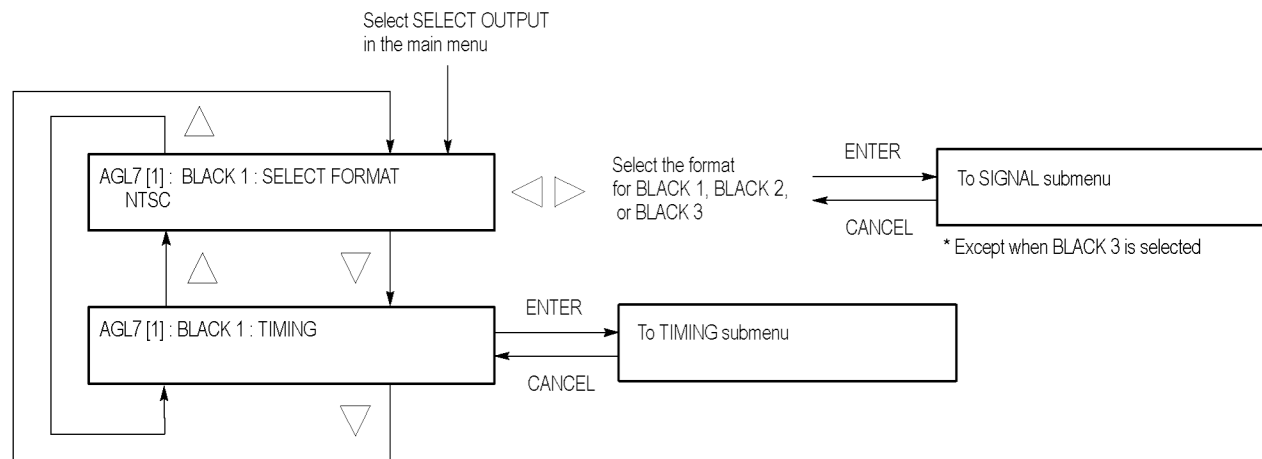 Select SELECT OUTPUT
in the main menu
AGL7 [1] : BLACK 1 : SELECT FORMAT
NTSC
Select the format
for BLACK 1, BLACK 2,
or BLACK 3
ENTER
CANCEL
To SIGNAL submenu
* Except when BLACK 3 is selected
AGL7 [1] : BLACK 1 : TIMING
ENTER
CANCEL
To TIMING submenu